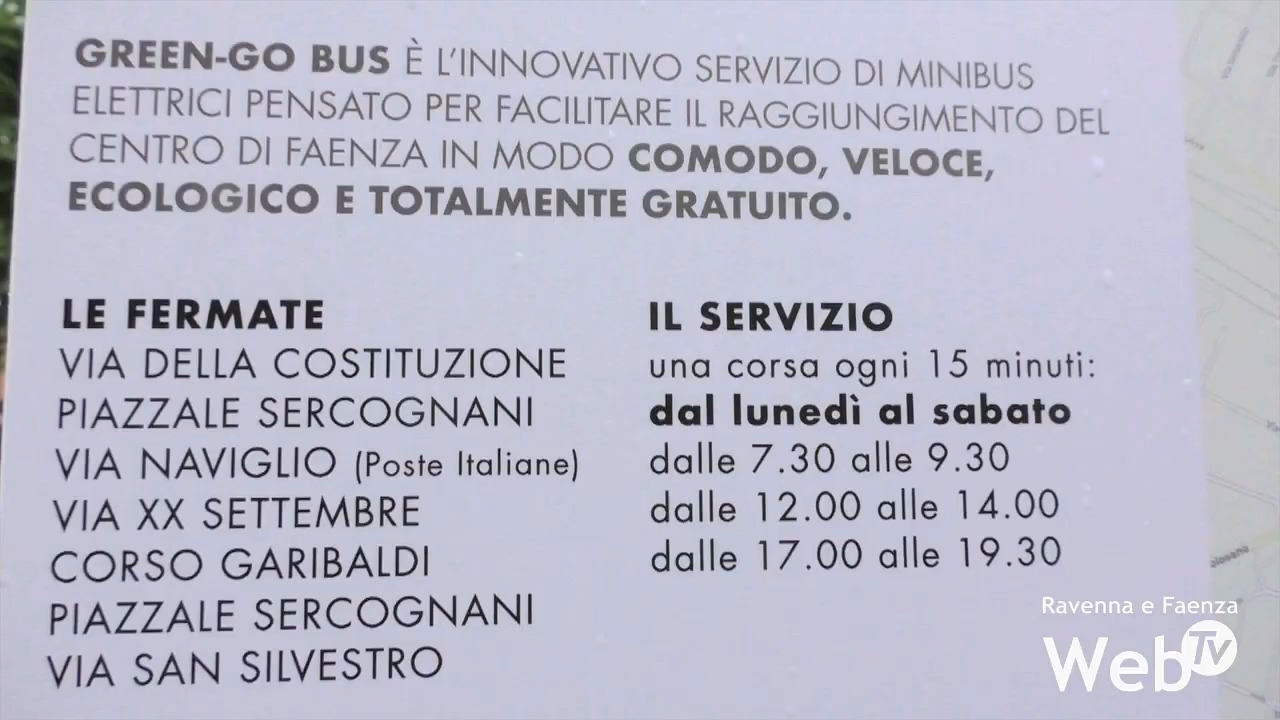 GREEN-GO BUS È L'INNOVATIVO SERVIZIO DI MINIBUS
ELETTRICI PENSATO PER FACILITARE IL RAGGIUNGIMENTO DEL
CENTRO DI FAENZA IN MODO COMODO, VELOCE,
ECOLOGICO E TOTALMENTE GRATUITO.
LE FERMATE
VIA DELLA COSTITUZIONE
PIAZZALE SERCOGNANI
VIA NAVIGLIO (Poste Italiane)
VIA XX SETTEMBRE
CORSO GARIBALDI
PIAZZALE SERCOGNANI
VIA SAN SILVESTRO
IL SERVIZIO
una corsa ogni 15 minuti:
dal lunedì al sabato
dalle 7.30 alle 9.30
dalle 12.00 alle 14.00
dalle 17.00 alle 19.30
Ravenna e Faenza
Web TV